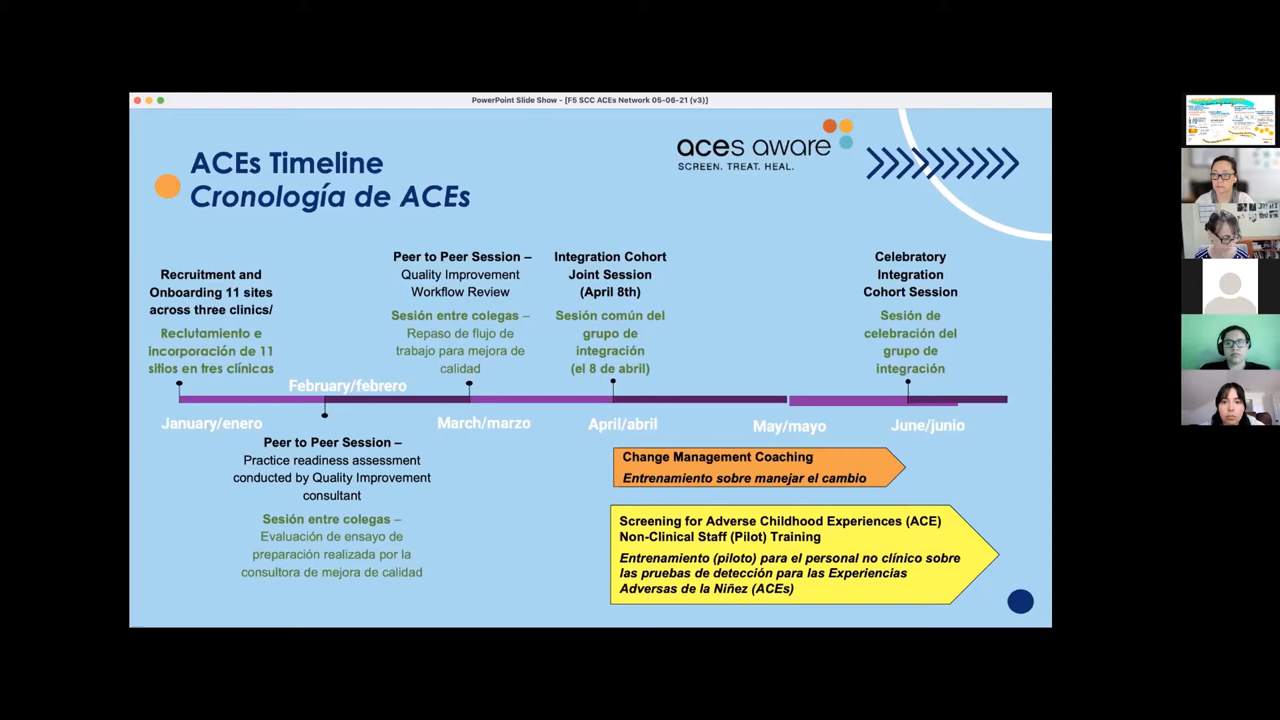 PowerPoint Slide Show - [F5 SCC ACEs Network 05-06-21 (v3)]
ACEs Timeline
Cronología de ACEs
aces aware
SCREEN. TREAT. HEAL.
Recruitment and
Onboarding 11 sites
across three clinics/
Reclutamiento e
incorporación de 11
sitios en tres clínicas
Peer to Peer Session –
Quality Improvement
Workflow Review
Sesión entre colegas –
Repaso de flujo de
trabajo para mejora de
calidad
Integration Cohort
Joint Session
(April 8th)
Sesión común del
grupo de
integración
(el 8 de abril)
Celebratory
Integration
Cohort Session
Sesión de
celebración del
grupo de
integración
January/enero
February/febrero
March/marzo
April/abril
May/mayo
June/junio
Peer to Peer Session –
Practice readiness assessment
conducted by Quality Improvement
consultant
Sesión entre colegas –
Evaluación de ensayo de
preparación realizada por la
consultora de mejora de calidad
Change Management Coaching
Entrenamiento sobre manejar el cambio
Screening for Adverse Childhood Experiences (ACE)
Non-Clinical Staff (Pilot) Training
Entrenamiento (piloto) para el personal no clínico sobre
las pruebas de detección para las Experiencias
Adversas de la Niñez (ACEs)